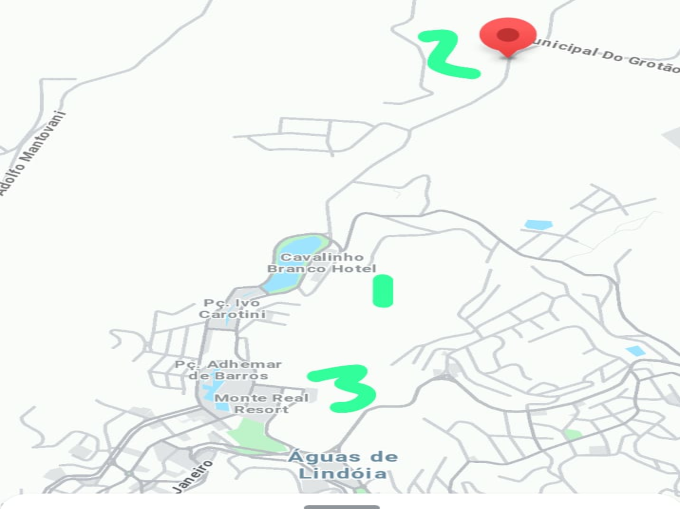 2
unicipal Do Grotão
Adolfo Mantovani
Cavalinho
Branco Hotel
1
Pç. Ivo
Carotini
Pç. Adhemar
de Barros
3
Monte Real
Resort
Águas de
Lindóia
Janeiro